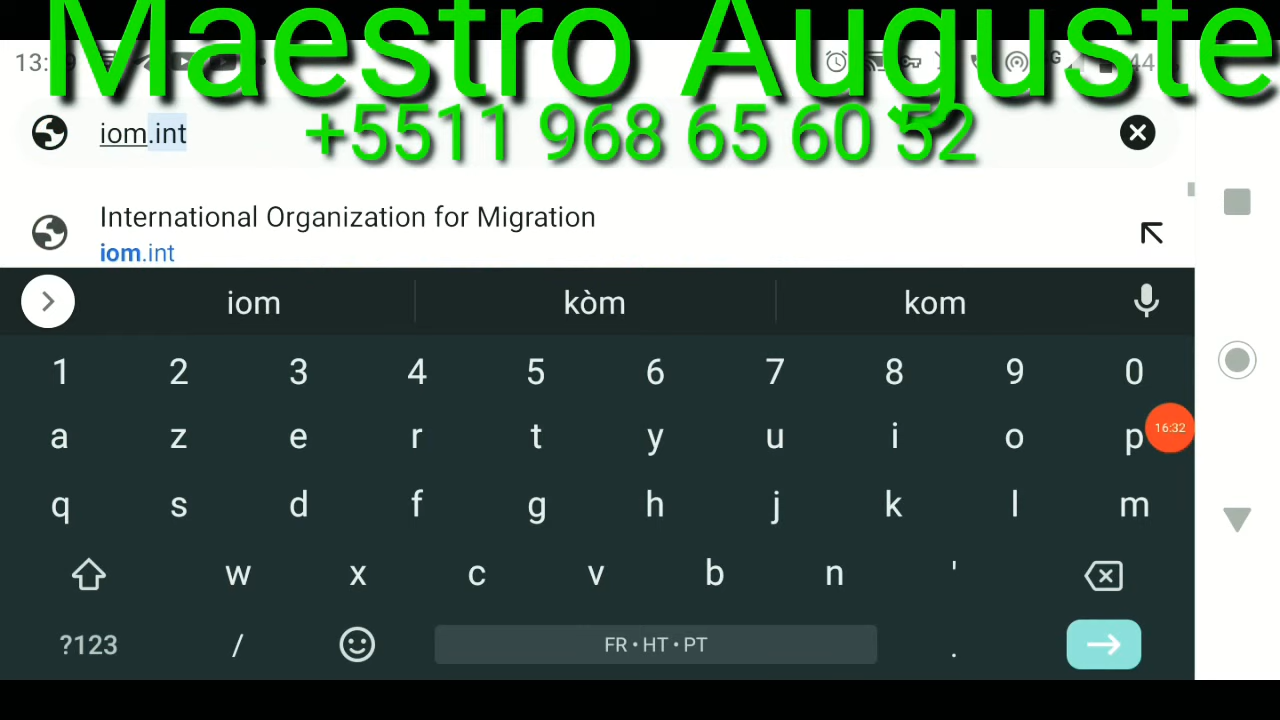 Maestro Auguste
iom.int
+5511 968 65 60 52
International Organization for Migration
iom.int
iom kòm kom
1 2 3 4 5 6 7 8 9 0
a z e r t y u i o p
16:32
q s d f g h j k l m
w x c v b n '
?123 / FR • HT • PT .